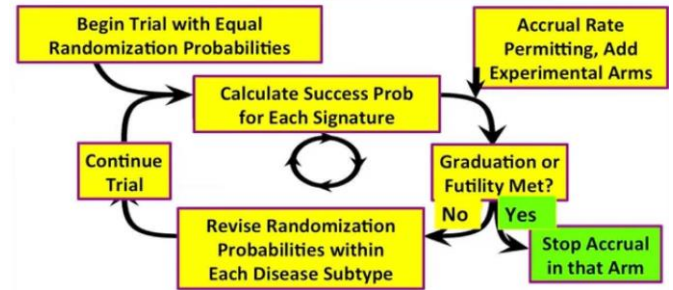 Begin Trial with Equal
Randomization Probabilities
Accrual Rate
Permitting, Add
Experimental Arms
Calculate Success Prob
for Each Signature
Continue
Trial
Graduation or
Futility Met?
No
Yes
Revise Randomization
Probabilities within
Each Disease Subtype
Stop Accrual
in that Arm